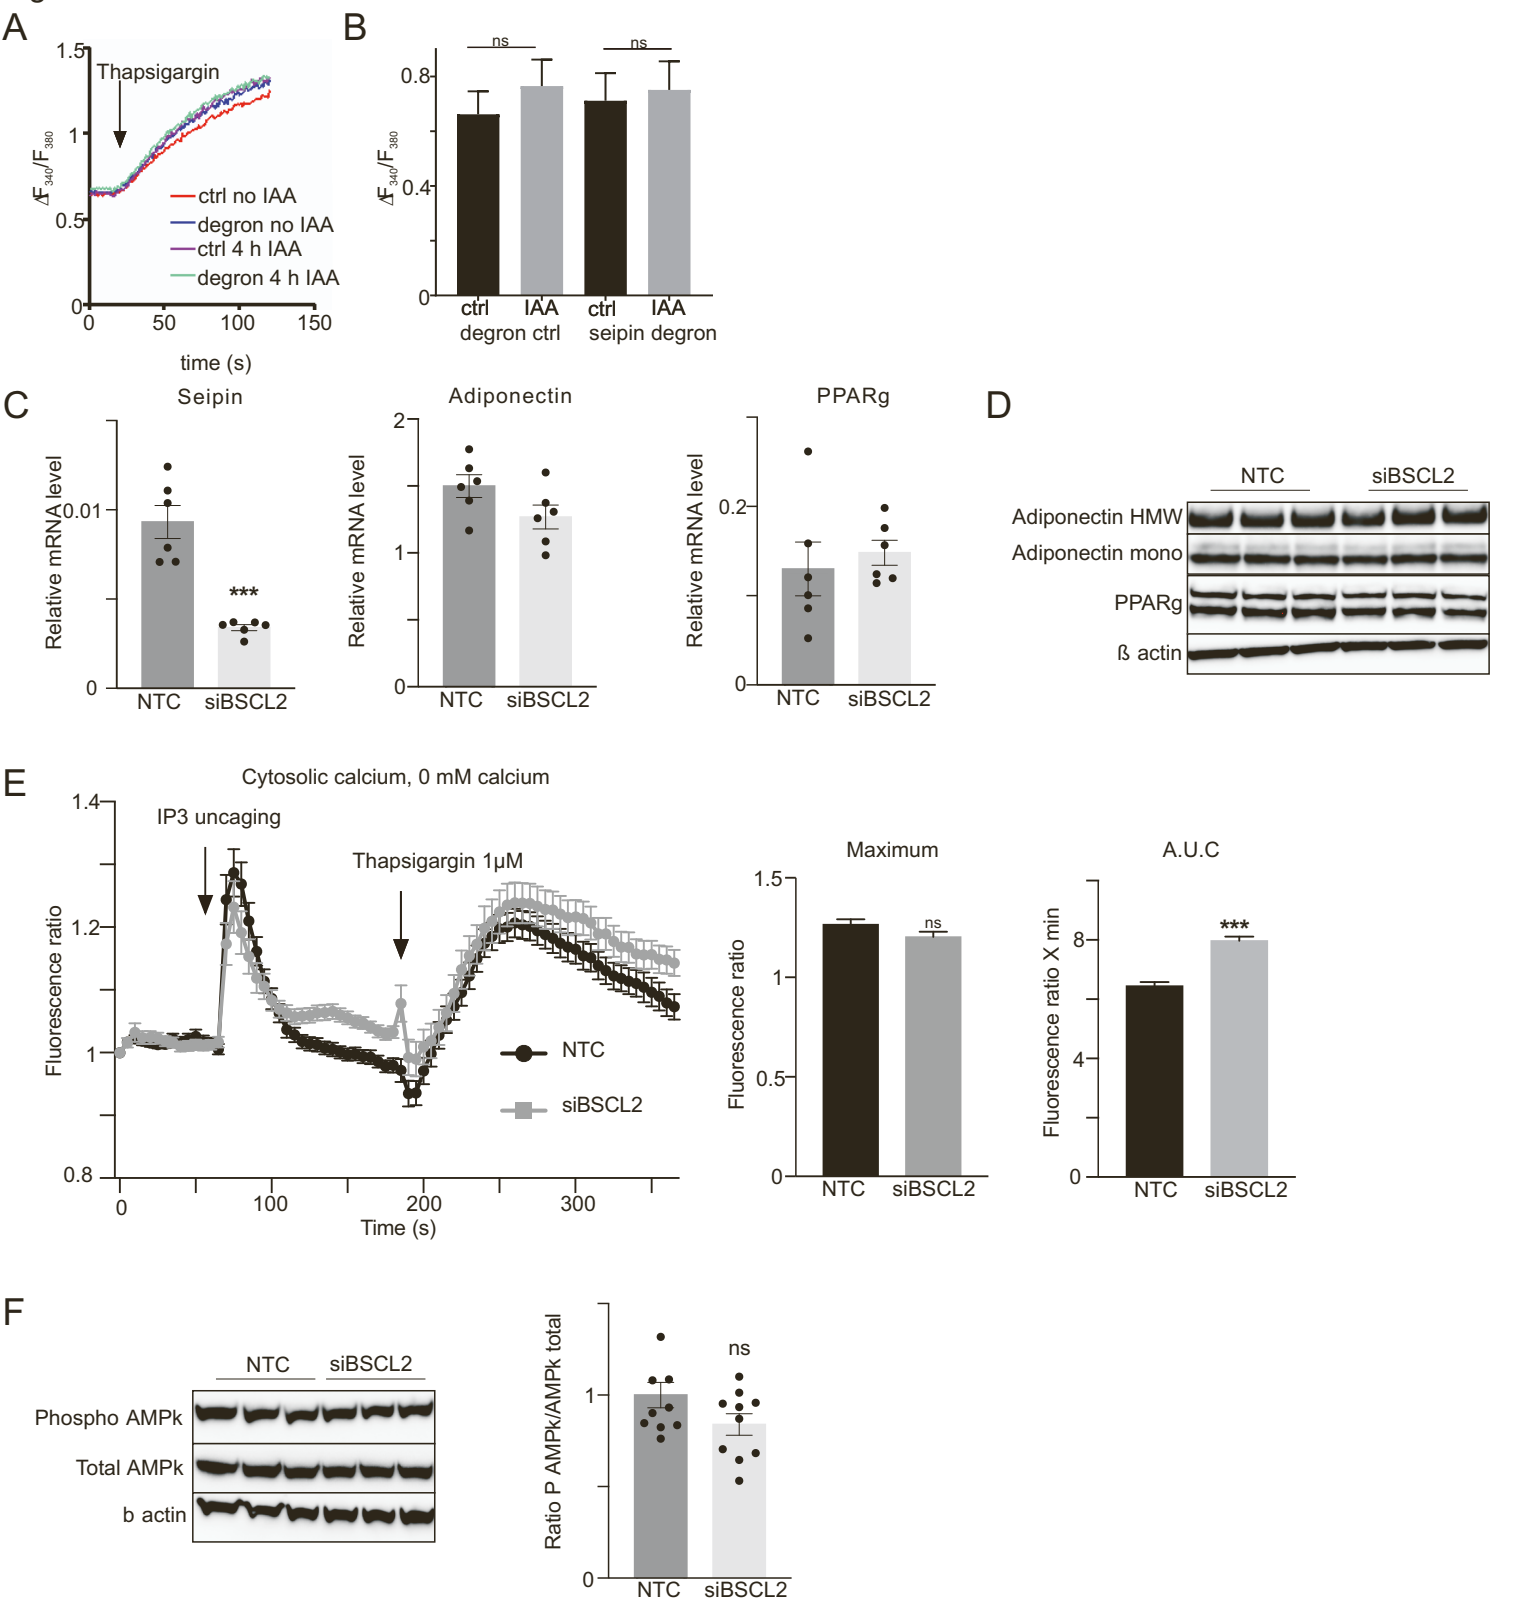 A
1.5
Thapsigargin
1
ΔF340/F380
0.5
0
ctrl no IAA
degron no IAA
ctrl 4 h IAA
degron 4 h IAA
0 50 100 150
time (s)
B
ns ns
0.8
ΔF340/F380
0.4
0
ctrl IAA ctrl IAA
degron ctrl seipin degron
C
Seipin
Relative mRNA level
0.01
***
0
NTC siBSCL2
Adiponectin
Relative mRNA level
2
1
0
NTC siBSCL2
PPARg
Relative mRNA level
0.2
0
NTC siBSCL2
D
NTC siBSCL2
Adiponectin HMW
Adiponectin mono
PPARg
ß actin
E
Cytosolic calcium, 0 mM calcium
1.4
IP3 uncaging
Thapsigargin 1µM
1.2
Fluorescence ratio
1
NTC
siBSCL2
0.8
0 100 200 300
Time (s)
Maximum
1.5
ns
1
Fluorescence ratio
0.5
0
NTC siBSCL2
A.U.C
***
8
Fluorescence ratio X min
4
0
NTC siBSCL2
F
NTC siBSCL2
Phospho AMPk
Total AMPk
b actin
Ratio P AMPk/AMPk total
ns
1
0
NTC siBSCL2